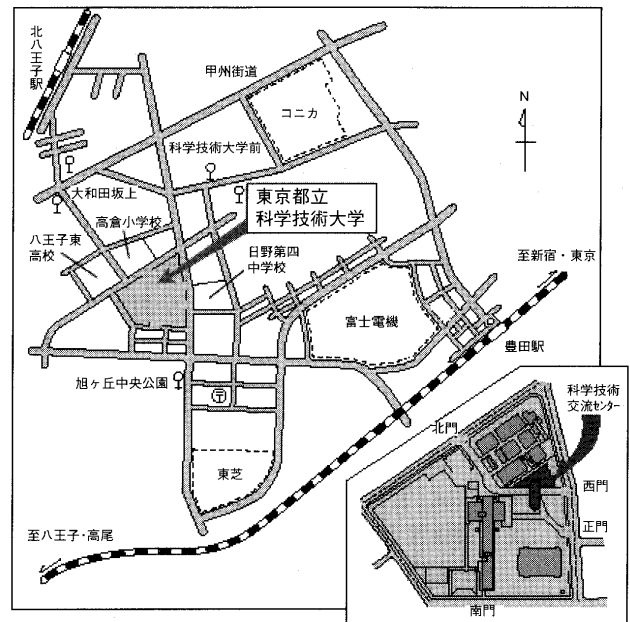 北八王子駅
甲州街道
コニカ
N
科学技術大学前
大和田坂上
東京都立
科学技術大学
高倉小学校
八王子東
高校
日野第四
中学校
至新宿・東京
富士電機
豊田駅
旭ヶ丘中央公園
〒
科学技術
交流センター
北門
東芝
西門
正門
至八王子・高尾
南門